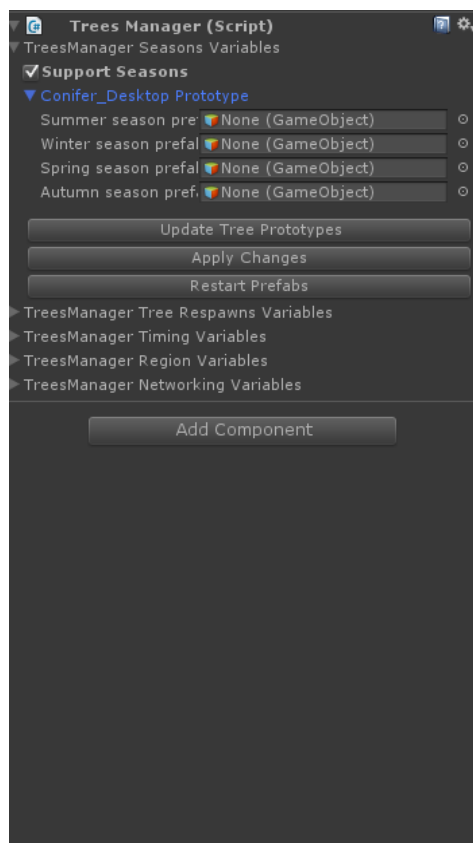 Trees Manager (Script)
TreesManager Seasons Variables
Support Seasons
Conifer_Desktop Prototype
Summer season pre None (GameObject)
Winter season prefal None (GameObject)
Spring season prefal None (GameObject)
Autumn season pref. None (GameObject)
Update Tree Prototypes
Apply Changes
Restart Prefabs
TreesManager Tree Respawns Variables
TreesManager Timing Variables
TreesManager Region Variables
TreesManager Networking Variables
Add Component